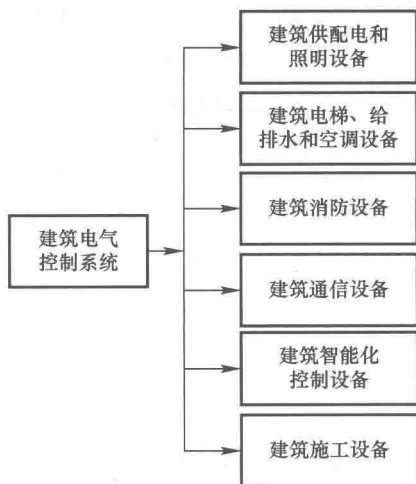 建筑电气
控制系统
建筑供配电和
照明设备
建筑电梯、给
排水和空调设备
建筑消防设备
建筑通信设备
建筑智能化
控制设备
建筑施工设备